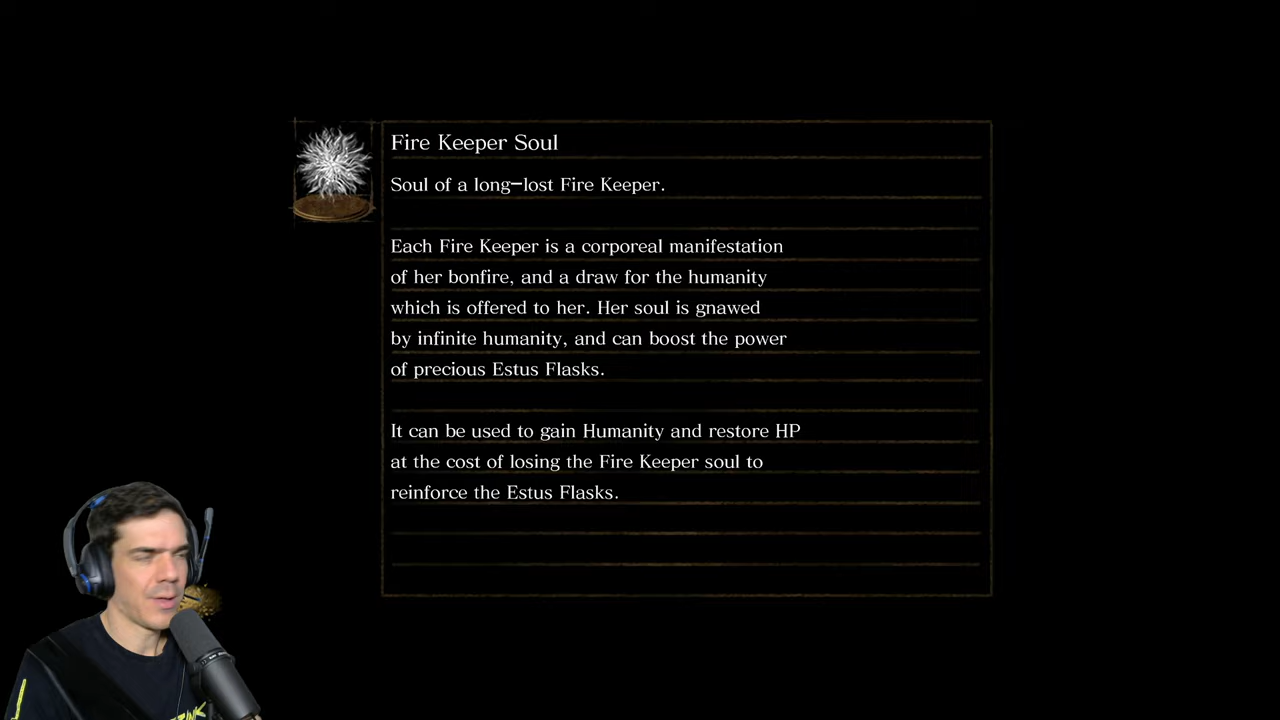 Fire Keeper Soul
Soul of a long-lost Fire Keeper.
Each Fire Keeper is a corporeal manifestation
of her bonfire, and a draw for the humanity
which is offered to her. Her soul is gnawed
by infinite humanity, and can boost the power
of precious Estus Flasks.
It can be used to gain Humanity and restore HP
at the cost of losing the Fire Keeper soul to
reinforce the Estus Flasks.